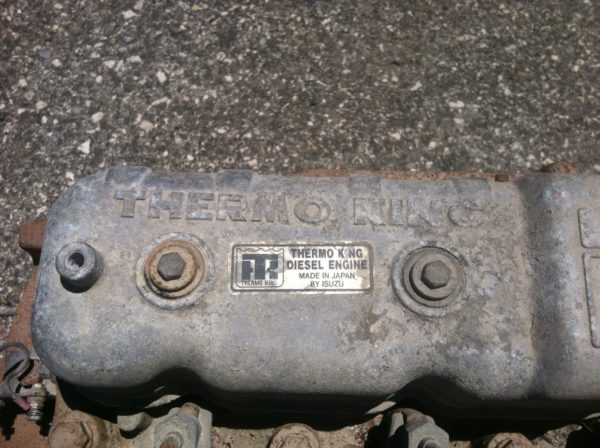 THERMO KING
THERMO KING
DIESEL ENGINE
MADE IN JAPAN
BY ISUZU
TK
THERMO KING